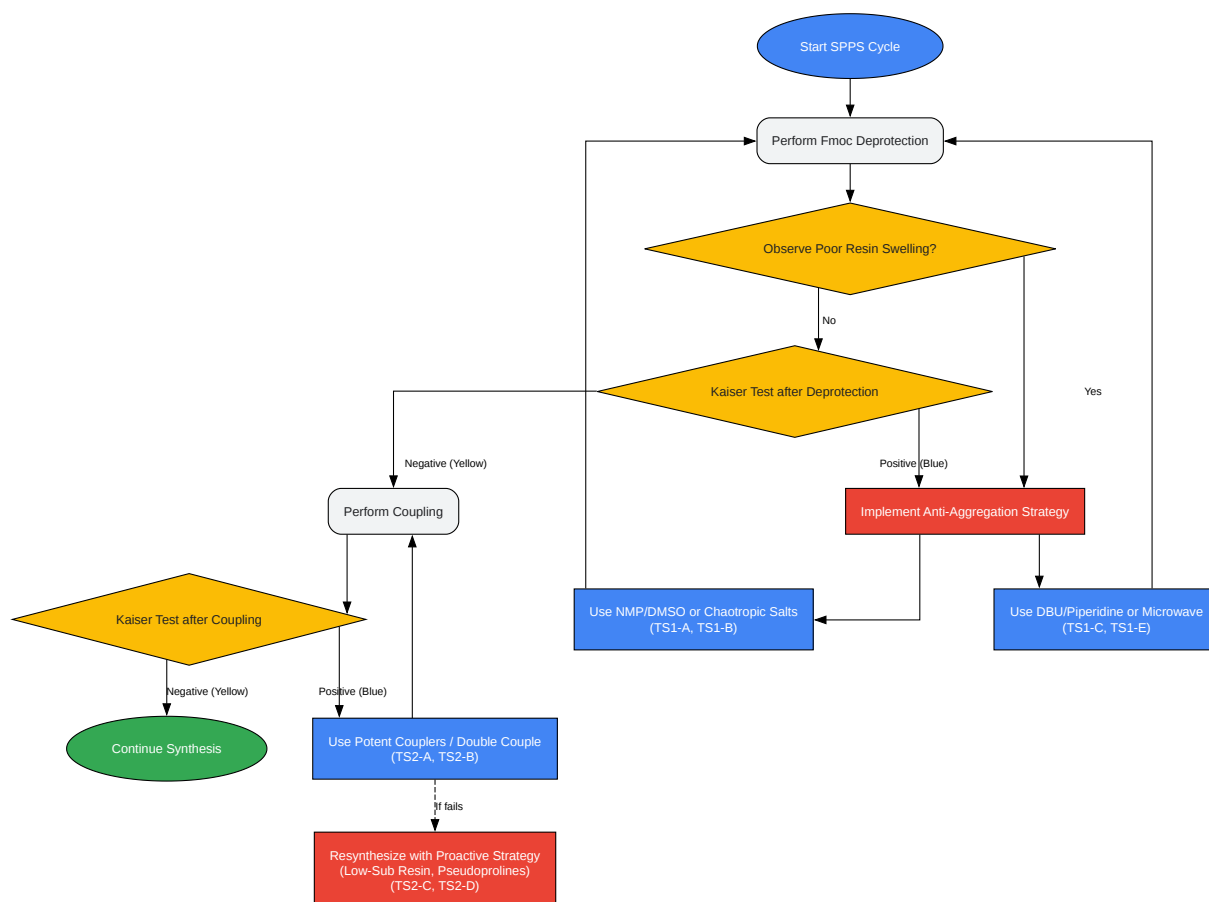 Start SPPS Cycle
Perform Fmoc Deprotection
Observe Poor Resin Swelling?
No
Kaiser Test after Deprotection
Yes
Negative (Yellow)
Positive (Blue)
Perform Coupling
Implement Anti-Aggregation Strategy
Kaiser Test after Coupling
Use NMP/DMSO or Chaotropic Salts
(TS1-A, TS1-B)
Use DBU/Piperidine or Microwave
(TS1-C, TS1-E)
Negative (Yellow)
Positive (Blue)
Continue Synthesis
Use Potent Couplers / Double Couple
(TS2-A, TS2-B)
If fails
Resynthesize with Proactive Strategy
(Low-Sub Resin, Pseudoprolines)
(TS2-C, TS2-D)